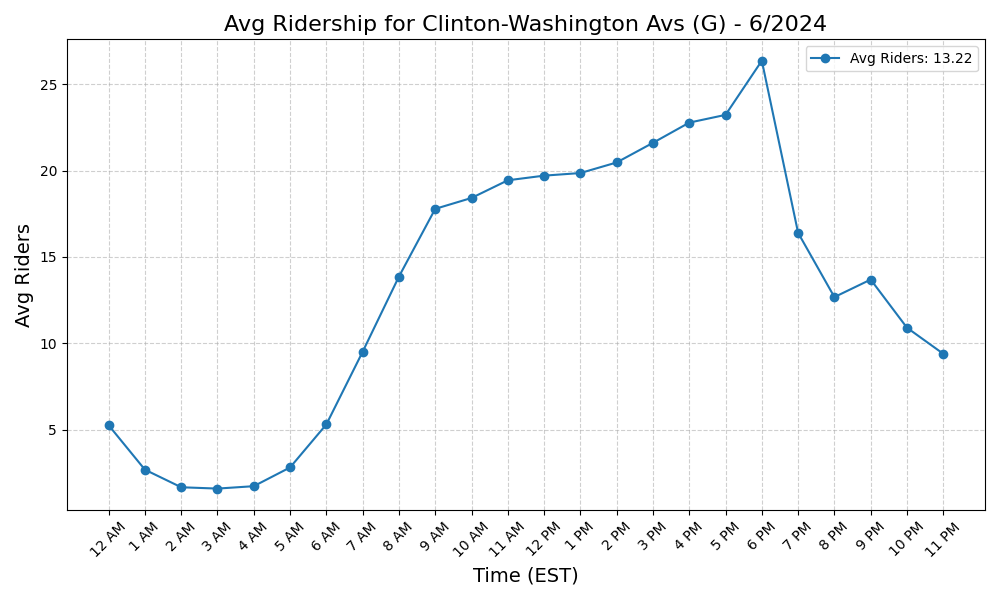 Avg Ridership for Clinton-Washington Avs (G) - 6/2024
Avg Riders: 13.22
Avg Riders
25
20
15
10
5
12 AM
1 AM
2 AM
3 AM
4 AM
5 AM
6 AM
7 AM
8 AM
9 AM
10 AM
11 AM
12 PM
1 PM
2 PM
3 PM
4 PM
5 PM
6 PM
7 PM
8 PM
9 PM
10 PM
11 PM
Time (EST)